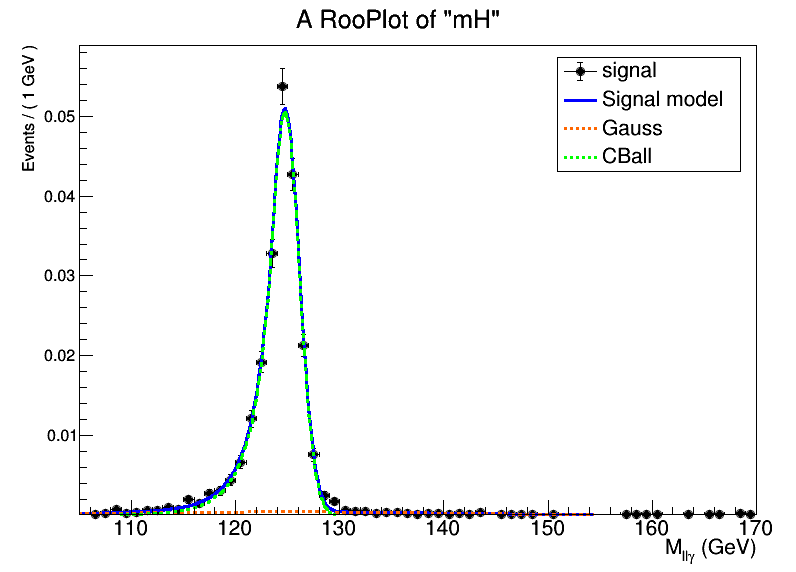 A RooPlot of "mH"
Events / ( 1 GeV )
signal
Signal model
Gauss
CBall
0.05
0.04
0.03
0.02
0.01
110 120 130 140 150 160 170
M_llγ (GeV)